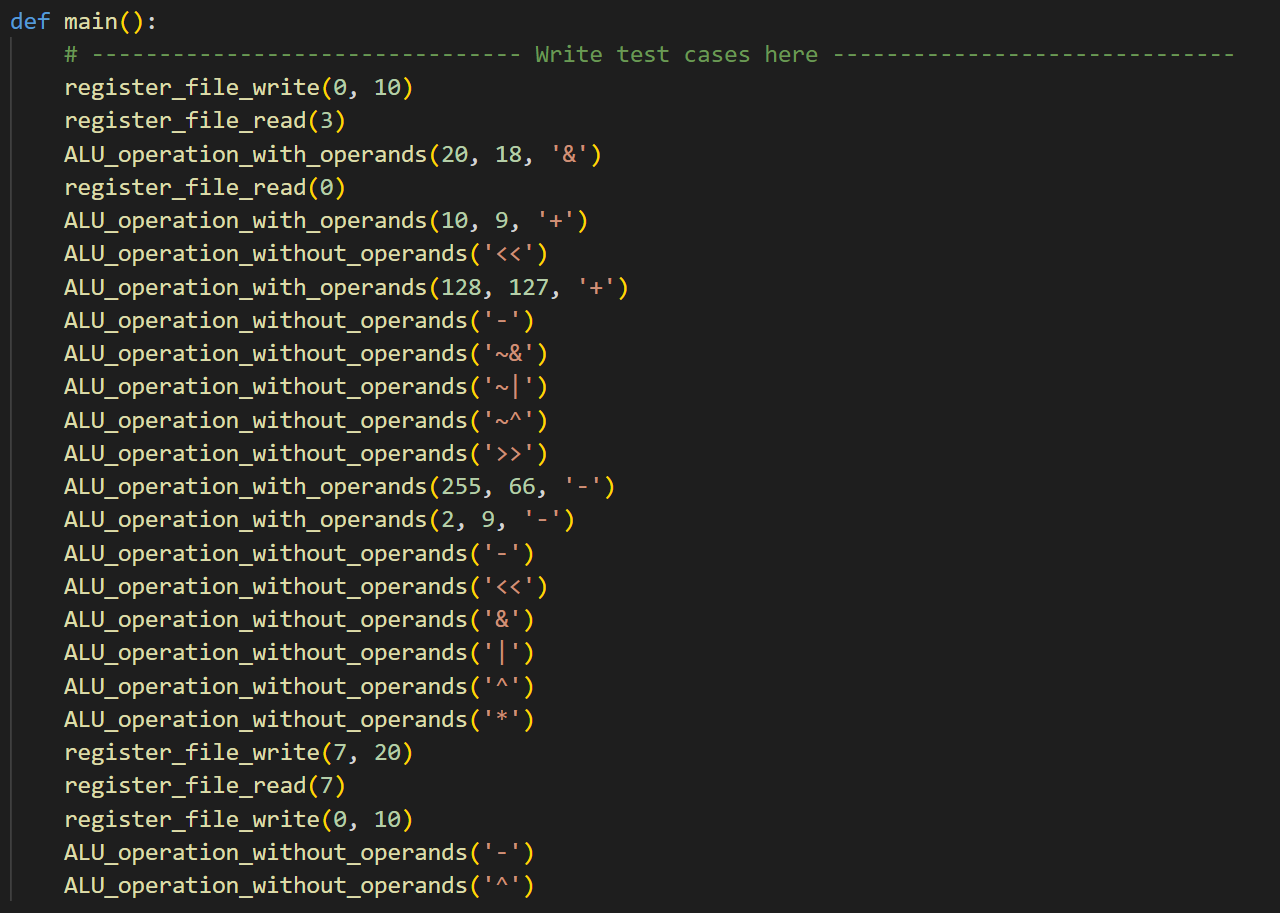 def main():
    # -------------------------------- Write test cases here ------------------------------
    register_file_write(0, 10)
    register_file_read(3)
    ALU_operation_with_operands(20, 18, '&')
    register_file_read(0)
    ALU_operation_with_operands(10, 9, '+')
    ALU_operation_without_operands('<<')
    ALU_operation_with_operands(128, 127, '+')
    ALU_operation_without_operands('-')
    ALU_operation_without_operands('~&')
    ALU_operation_without_operands('~|')
    ALU_operation_without_operands('~^')
    ALU_operation_without_operands('>>')
    ALU_operation_with_operands(255, 66, '-')
    ALU_operation_with_operands(2, 9, '-')
    ALU_operation_without_operands('-')
    ALU_operation_without_operands('<<')
    ALU_operation_without_operands('&')
    ALU_operation_without_operands('|')
    ALU_operation_without_operands('^')
    ALU_operation_without_operands('*')
    register_file_write(7, 20)
    register_file_read(7)
    register_file_write(0, 10)
    ALU_operation_without_operands('-')
    ALU_operation_without_operands('^')